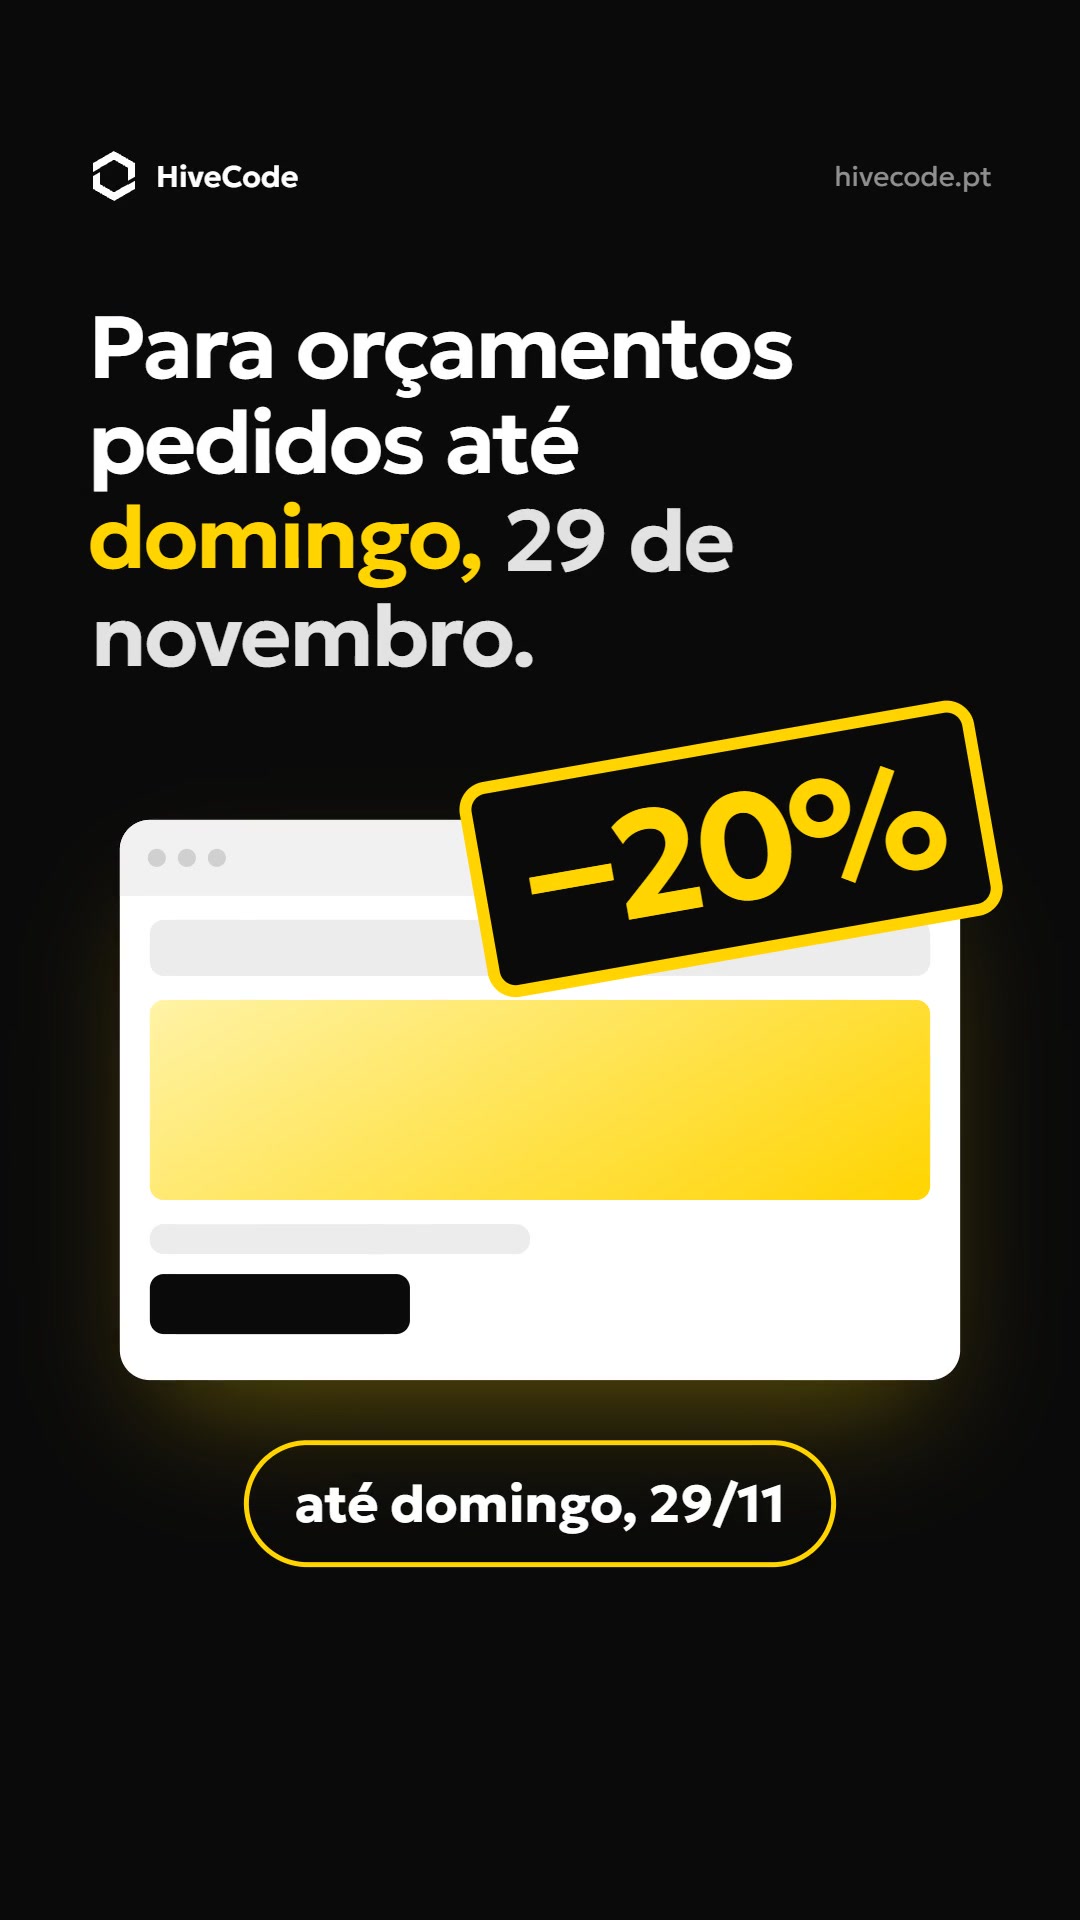 HiveCode
hivecode.pt
Para orçamentos
pedidos até
domingo, 29 de
novembro.
–20%
até domingo, 29/11